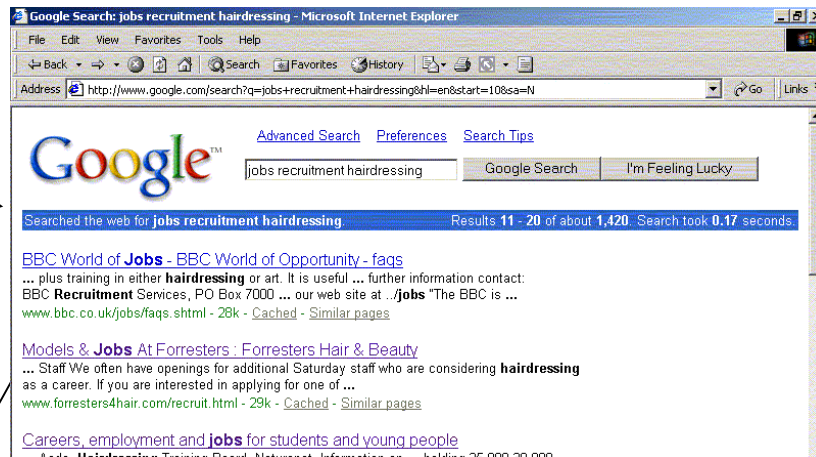 Google Search: jobs recruitment hairdressing - Microsoft Internet Explorer
File Edit View Favorites Tools Help
Back Search Favorites History
Address http://www.google.com/search?q=jobs+recruitment+hairdressing&hl=en&start=10&sa=N Go Links
Advanced Search Preferences Search Tips
Google™
jobs recruitment hairdressing Google Search I'm Feeling Lucky
Searched the web for jobs recruitment hairdressing. Results 11 - 20 of about 1,420. Search took 0.17 seconds.
BBC World of Jobs - BBC World of Opportunity - faqs
... plus training in either hairdressing or art. It is useful ... further information contact:
BBC Recruitment Services, PO Box 7000 ... our web site at ../jobs "The BBC is ...
www.bbc.co.uk/jobs/faqs.shtml - 28k - Cached - Similar pages
Models & Jobs At Forresters : Forresters Hair & Beauty
... Staff We often have openings for additional Saturday staff who are considering hairdressing
as a career. If you are interested in applying for one of ...
www.forresters4hair.com/recruit.html - 29k - Cached - Similar pages
Careers, employment and jobs for students and young people
Hairdressing Training Board